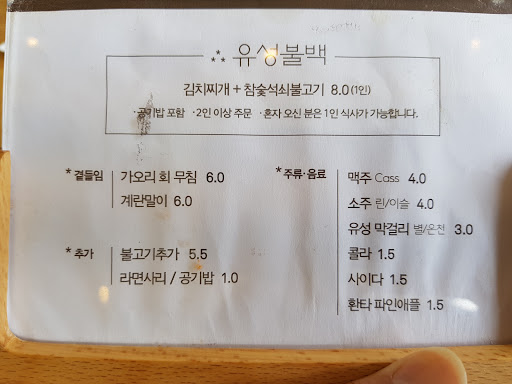 유성불백
김치찌개 + 참숯석쇠불고기 8.0 (1인)
·공기밥 포함 ·2인 이상 주문 ·혼자 오신 분은 1인 식사가 가능합니다.
*곁들임
가오리 회 무침 6.0
계란말이 6.0
*추가
불고기추가 5.5
라면사리 / 공기밥 1.0
*주류·음료
맥주 Cass 4.0
소주 린/이슬 4.0
유성 막걸리 별/온천 3.0
콜라 1.5
사이다 1.5
환타 파인애플 1.5